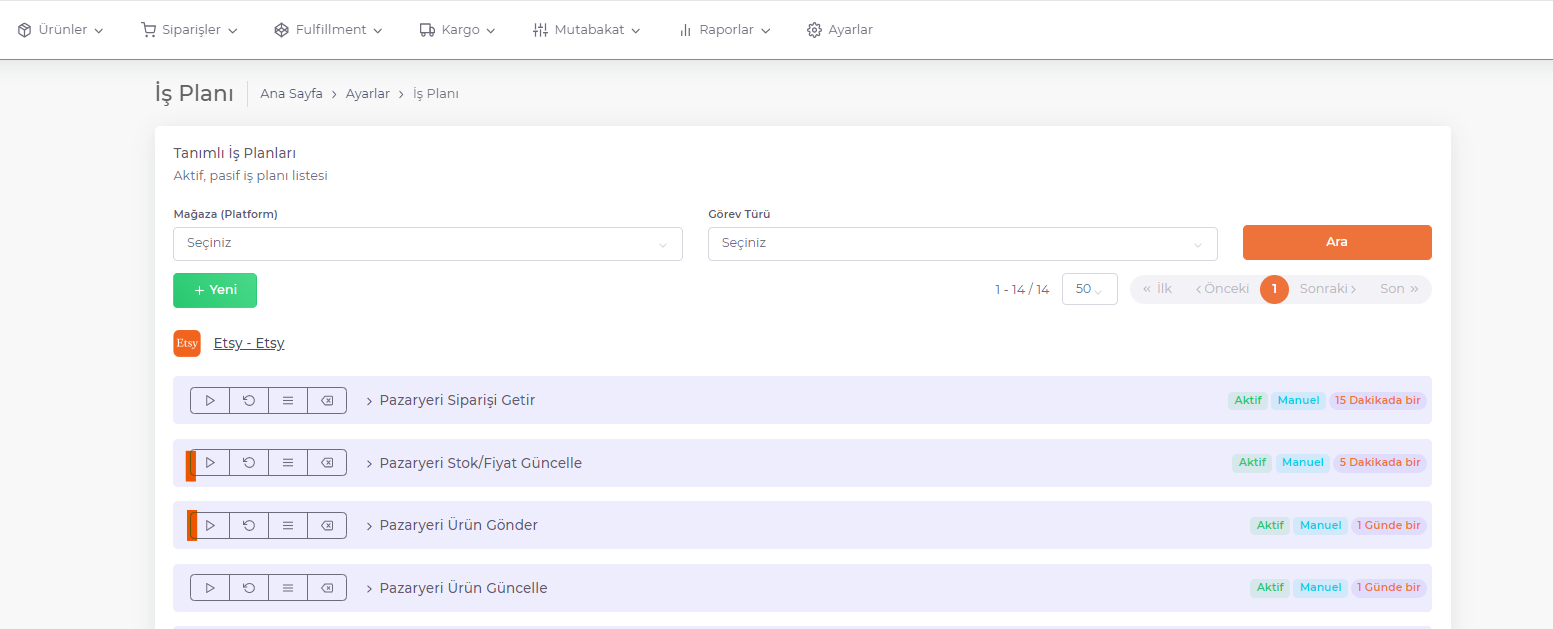 Ürünler Siparişler Fulfillment Kargo Mutabakat Raporlar Ayarlar
İş Planı Ana Sayfa > Ayarlar > İş Planı
Tanımlı İş Planları
Aktif, pasif iş planı listesi
Mağaza (Platform) Görev Türü
Seçiniz Seçiniz Ara
+ Yeni 1 - 14 / 14 50 « İlk ‹ Önceki 1 Sonraki › Son »
Etsy Etsy - Etsy
> Pazaryeri Siparişi Getir Aktif Manuel 15 Dakikada bir
> Pazaryeri Stok/Fiyat Güncelle Aktif Manuel 5 Dakikada bir
> Pazaryeri Ürün Gönder Aktif Manuel 1 Günde bir
> Pazaryeri Ürün Güncelle Aktif Manuel 1 Günde bir